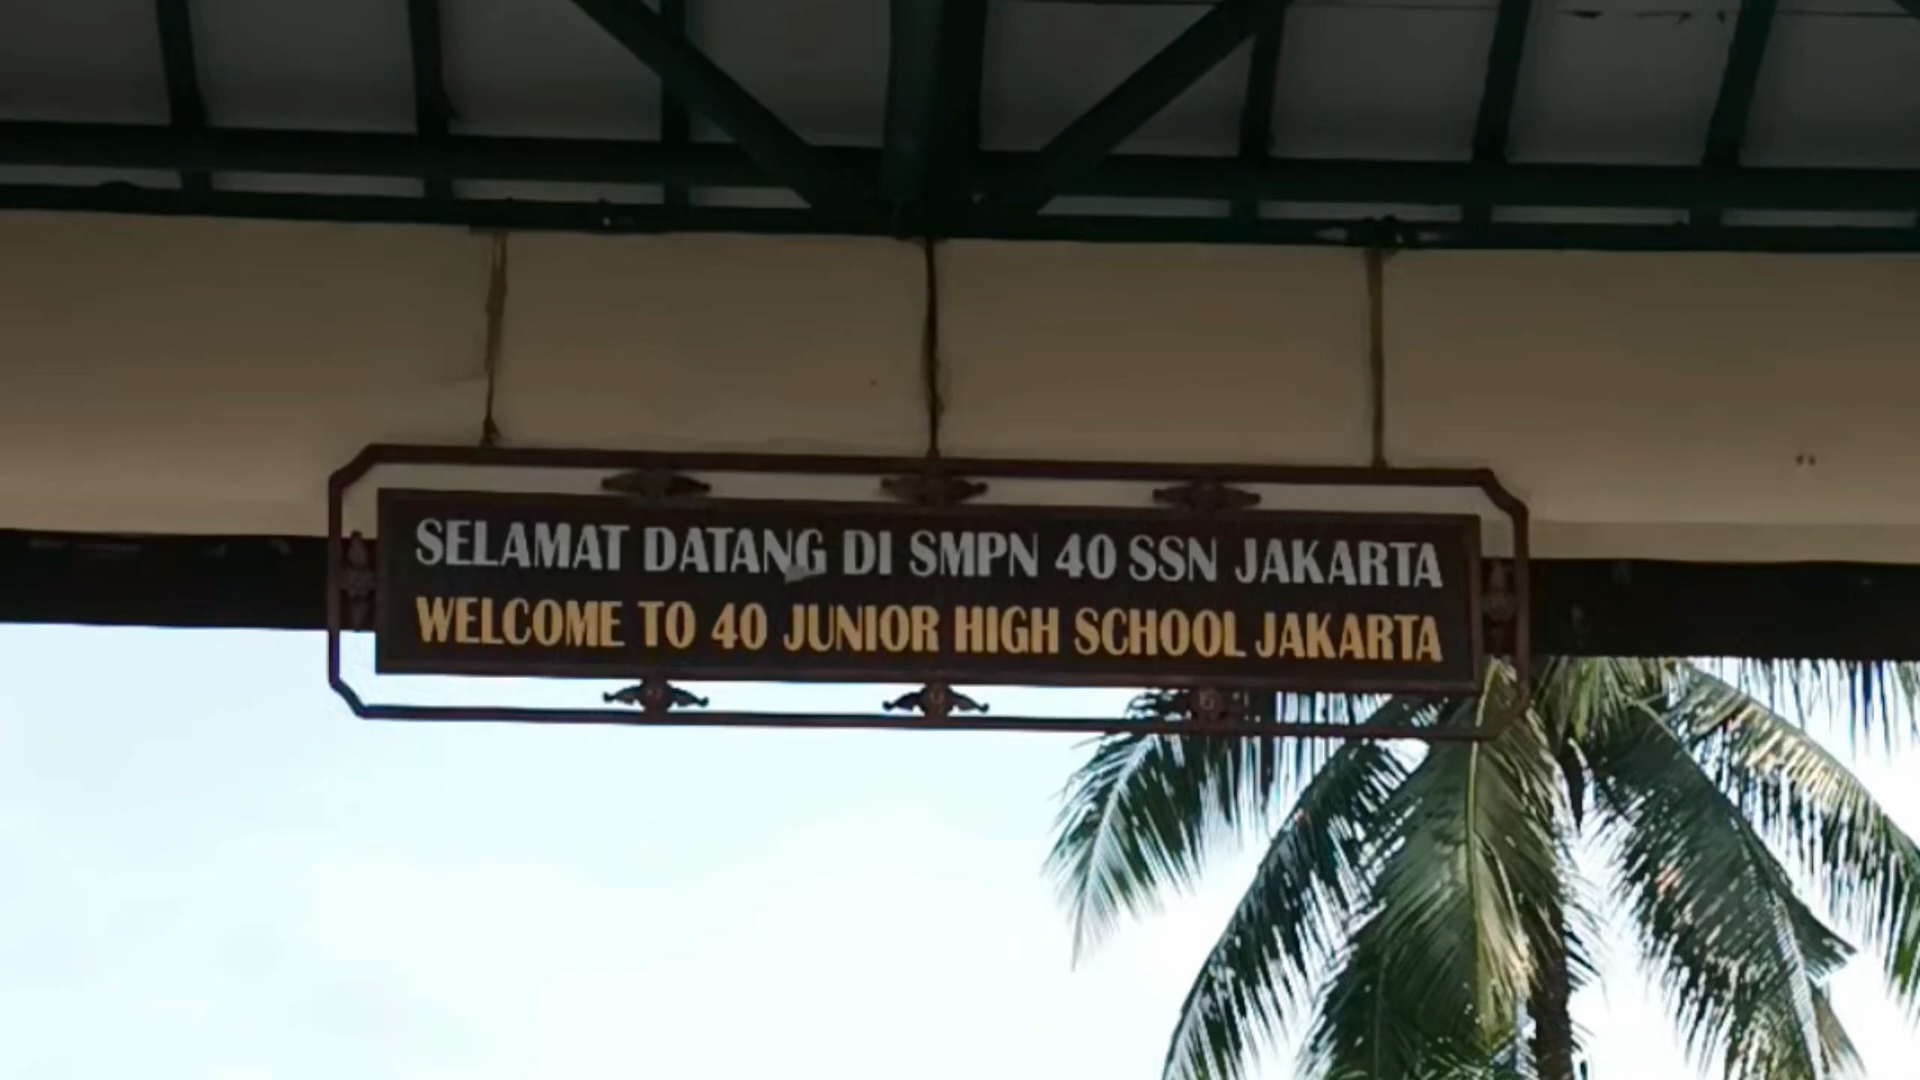 SELAMAT DATANG DI SMPN 40 SSN JAKARTA
WELCOME TO 40 JUNIOR HIGH SCHOOL JAKARTA